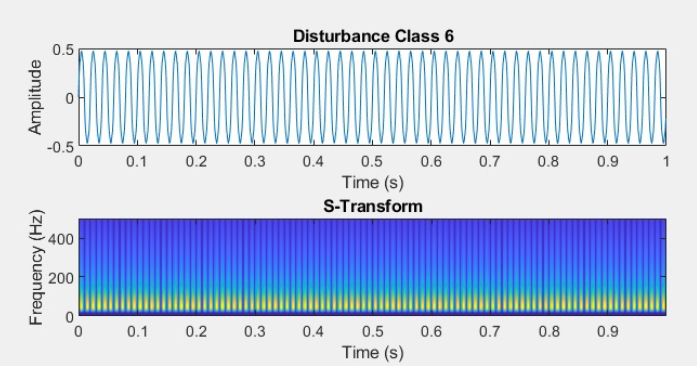 Disturbance Class 6
0.5
0
-0.5
Amplitude
0 0.1 0.2 0.3 0.4 0.5 0.6 0.7 0.8 0.9 1
Time (s)
S-Transform
400
200
0
Frequency (Hz)
0 0.1 0.2 0.3 0.4 0.5 0.6 0.7 0.8 0.9
Time (s)